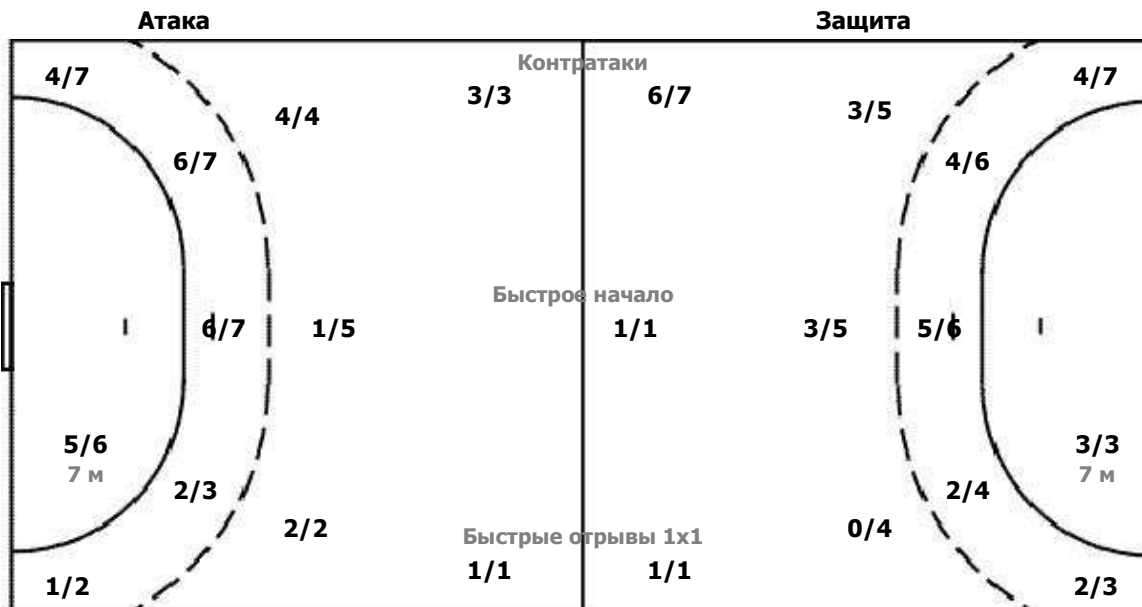 Атака Защита
Контратаки
4/7 3/3 6/7 4/7
4/4 3/5
6/7 4/6
Быстрое начало
6/7 1/5 1/1 3/5 5/6
5/6 3/3
7 м 7 м
2/3 2/4
2/2 0/4
Быстрые отрывы 1x1
1/1 1/1
1/2 2/3